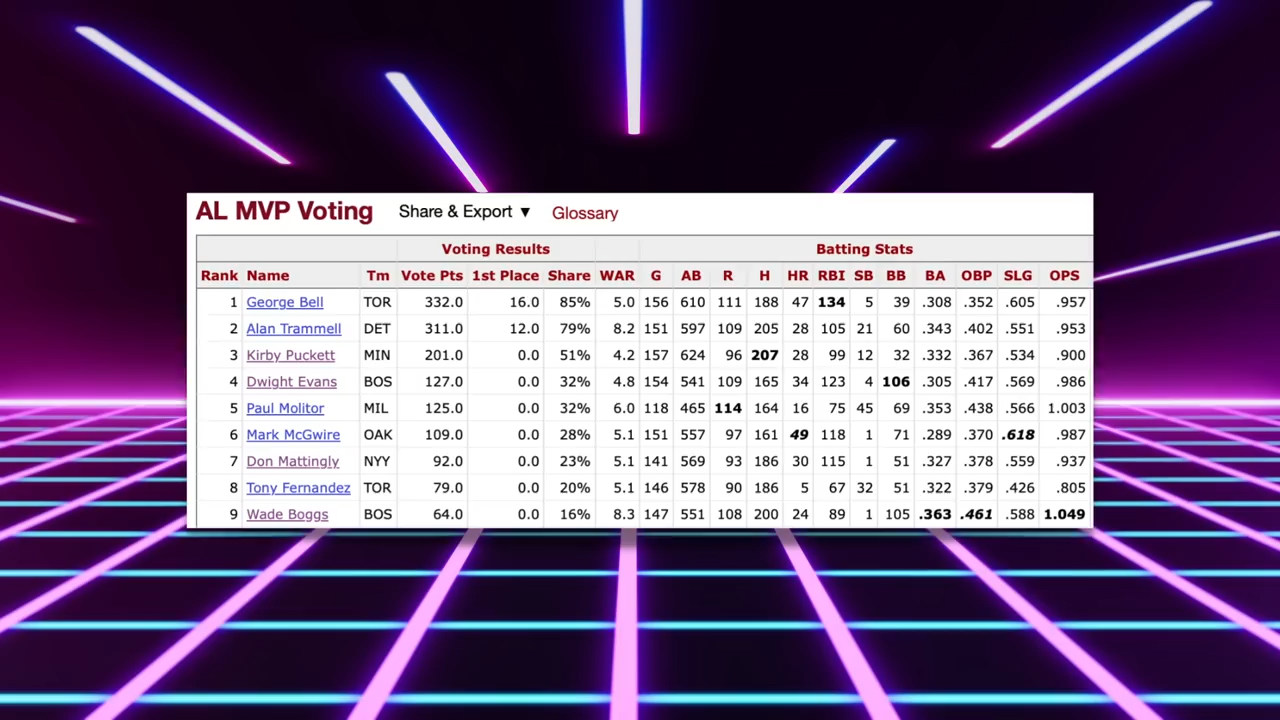 AL MVP Voting Share & Export ▼ Glossary
Voting Results Batting Stats
Rank Name Tm Vote Pts 1st Place Share WAR G AB R H HR RBI SB BB BA OBP SLG OPS
1 George Bell TOR 332.0 16.0 85% 5.0 156 610 111 188 47 134 5 39 .308 .352 .605 .957
2 Alan Trammell DET 311.0 12.0 79% 8.2 151 597 109 205 28 105 21 60 .343 .402 .551 .953
3 Kirby Puckett MIN 201.0 0.0 51% 4.2 157 624 96 207 28 99 12 32 .332 .367 .534 .900
4 Dwight Evans BOS 127.0 0.0 32% 4.8 154 541 109 165 34 123 4 106 .305 .417 .569 .986
5 Paul Molitor MIL 125.0 0.0 32% 6.0 118 465 114 164 16 75 45 69 .353 .438 .566 1.003
6 Mark McGwire OAK 109.0 0.0 28% 5.1 151 557 97 161 49 118 1 71 .289 .370 .618 .987
7 Don Mattingly NYY 92.0 0.0 23% 5.1 141 569 93 186 30 115 1 51 .327 .378 .559 .937
8 Tony Fernandez TOR 79.0 0.0 20% 5.1 146 578 90 186 5 67 32 51 .322 .379 .426 .805
9 Wade Boggs BOS 64.0 0.0 16% 8.3 147 551 108 200 24 89 1 105 .363 .461 .588 1.049